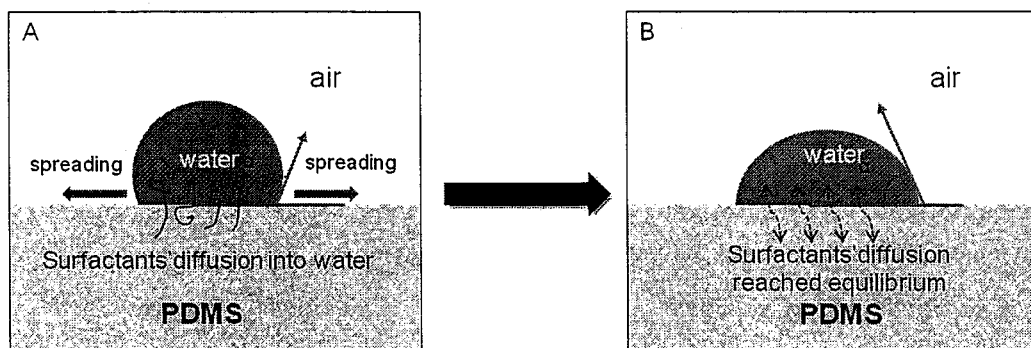 A
air
water
spreading
spreading
Surfactants diffusion into water
PDMS
B
air
water
Surfactants diffusion
reached equilibrium
PDMS